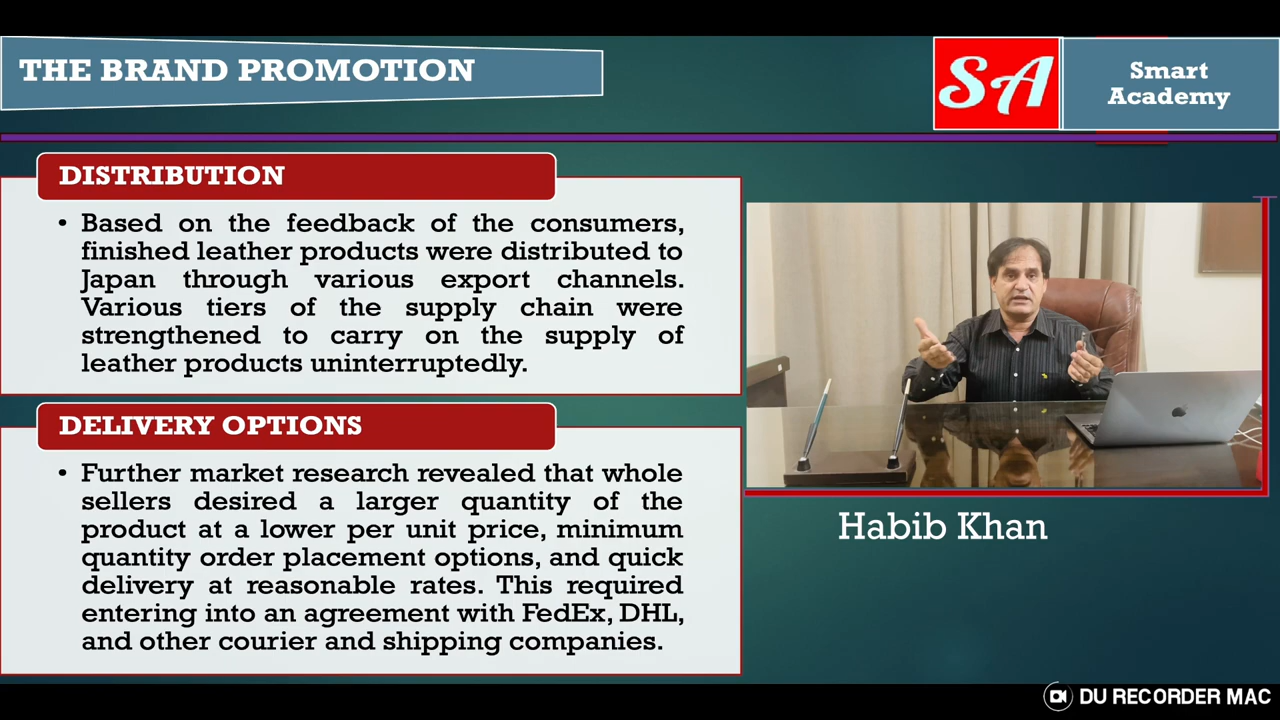 THE BRAND PROMOTION
SA
Smart
Academy
DISTRIBUTION
• Based on the feedback of the consumers,
finished leather products were distributed to
Japan through various export channels.
Various tiers of the supply chain were
strengthened to carry on the supply of
leather products uninterruptedly.
DELIVERY OPTIONS
• Further market research revealed that whole
sellers desired a larger quantity of the
product at a lower per unit price, minimum
quantity order placement options, and quick
delivery at reasonable rates. This required
entering into an agreement with FedEx, DHL,
and other courier and shipping companies.
Habib Khan
DU RECORDER MAC